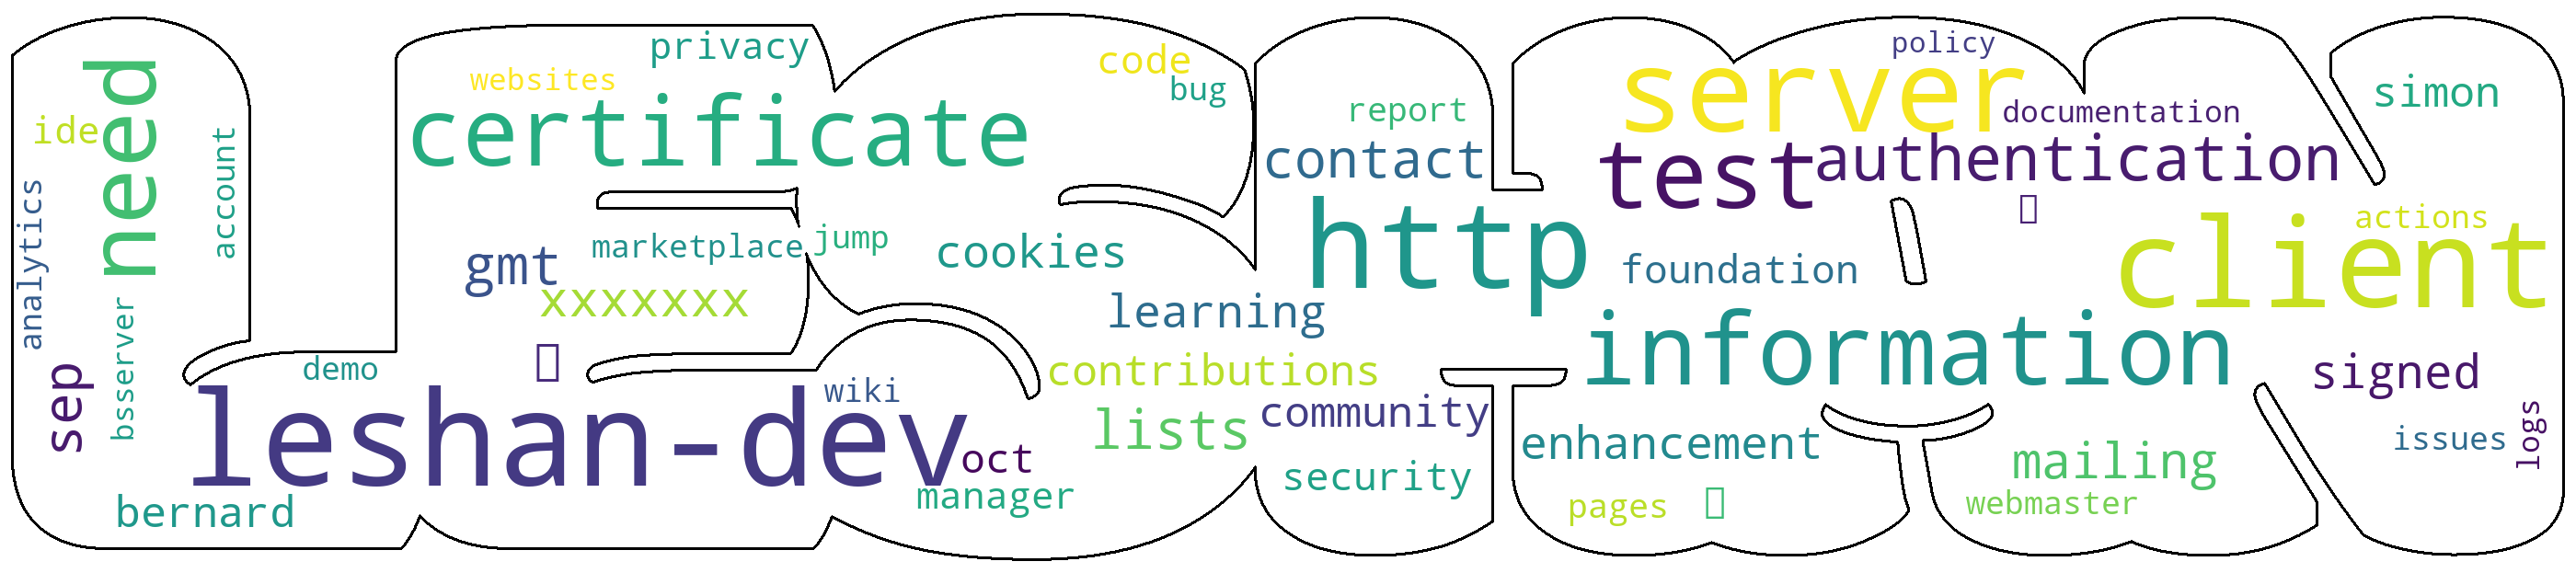 privacy
code
policy
websites
bug
server
simon
need
ide
certificate
report
documentation
account
contact
test
authentication
analytics
http
actions
gmt
marketplace
jump
cookies
foundation
client
xxxxxxx
learning
information
bsserver
demo
contributions
signed
sep
leshan-dev
wiki
lists
community
enhancement
issues
logs
oct
manager
security
mailing
bernard
pages
webmaster